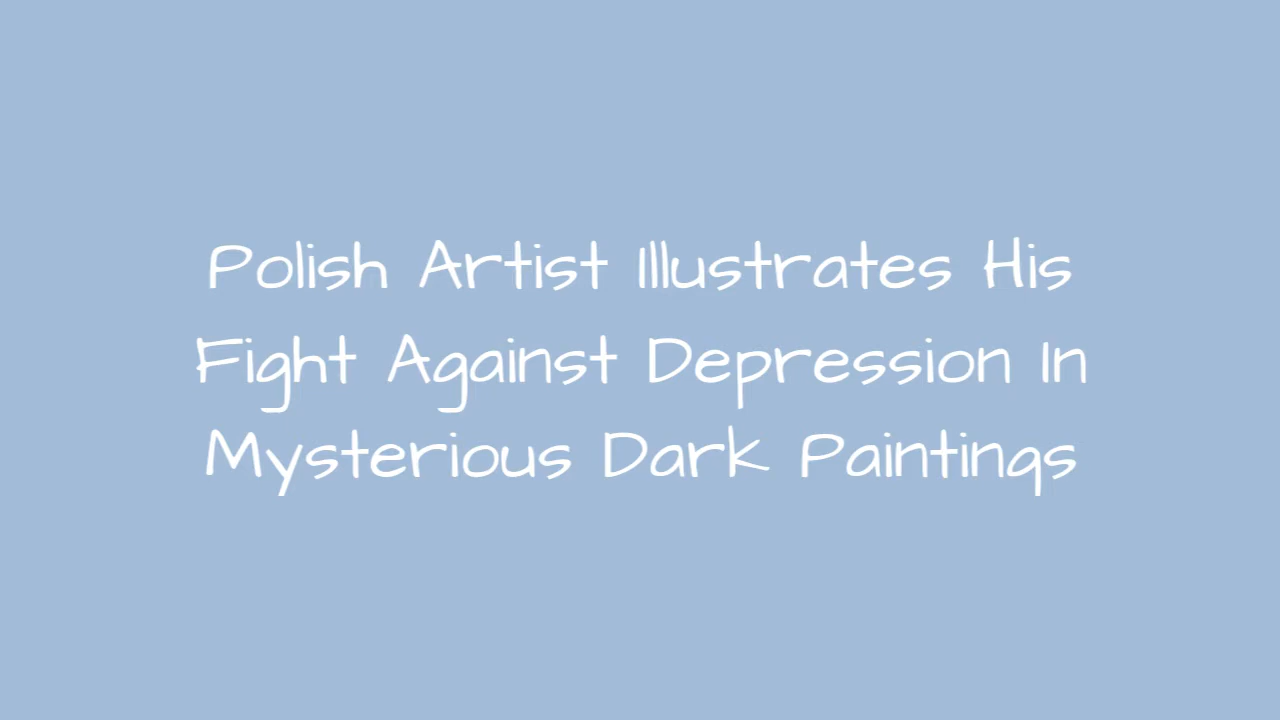 Polish Artist Illustrates His
Fight Against Depression In
Mysterious Dark Paintings